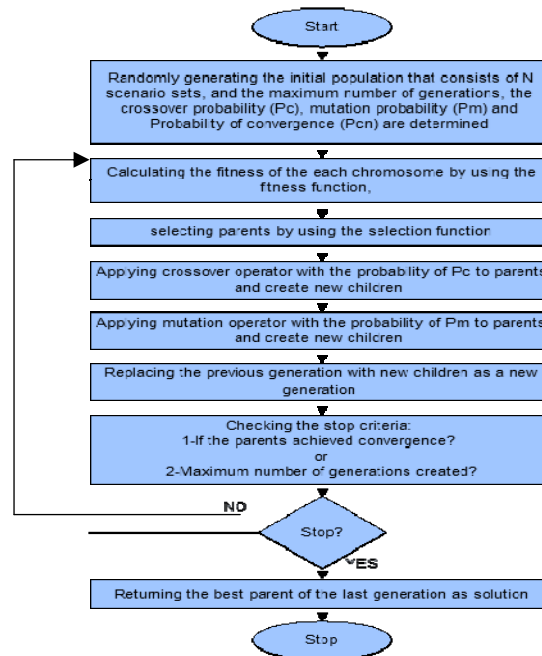 Start
Randomly generating the initial population that consists of N
scenario sets, and the maximum number of generations, the
crossover probability (Pc), mutation probability (Pm) and
Probability of convergence (Pcn) are determined
Calculating the fitness of the each chromosome by using the
fitness function,
selecting parents by using the selection function
Applying crossover operator with the probability of Pc to parents
and create new children
Applying mutation operator with the probability of Pm to parents
and create new children
Replacing the previous generation with new children as a new
generation
Checking the stop criteria:
1-If the parents achieved convergence?
or
2-Maximum number of generations created?
NO
Stop?
YES
Returning the best parent of the last generation as solution
Stop